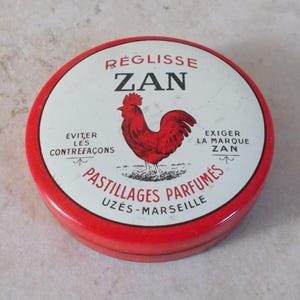 RÉGLISSE
ZAN
ÉVITER
LES
CONTREFAÇONS
EXIGER
LA MARQUE
ZAN
PASTILLAGES PARFUMÉS
UZÈS-MARSEILLE